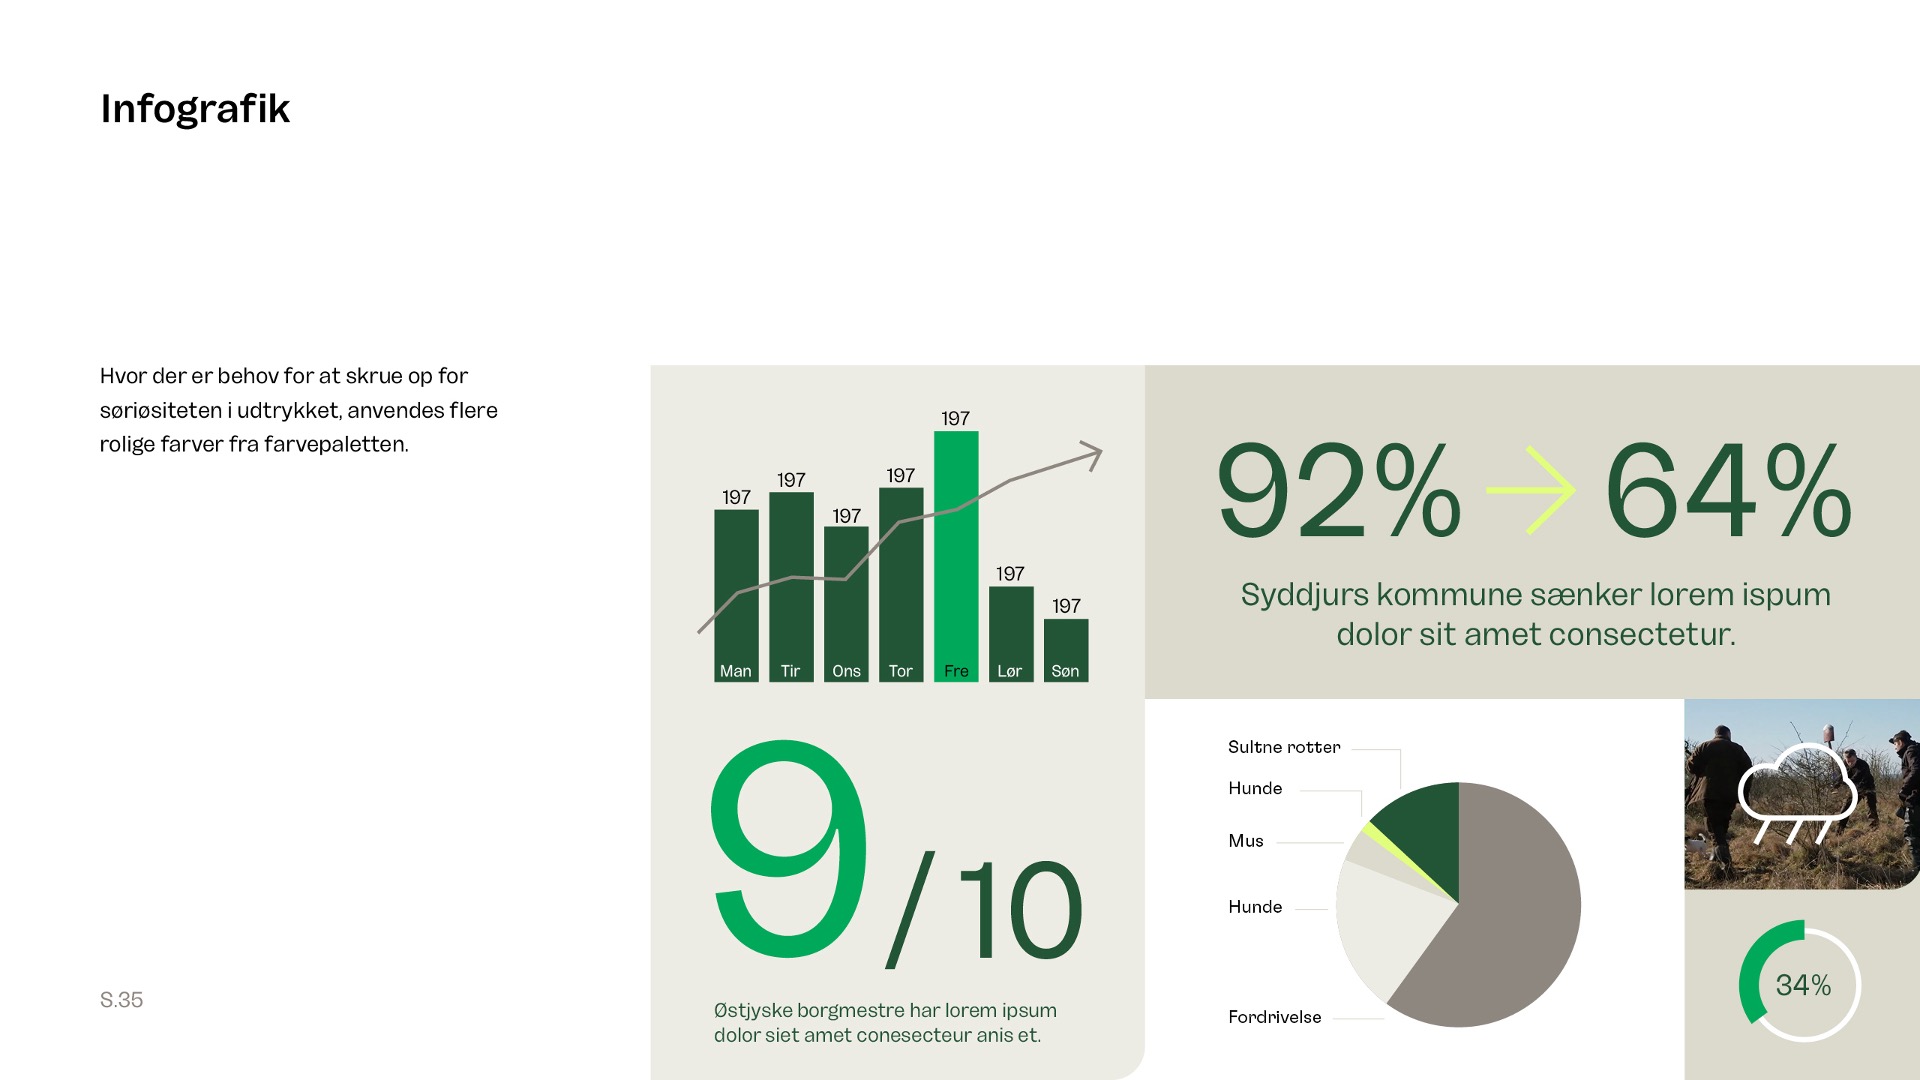 Infografik
Hvor der er behov for at skrue op for
søriøsiteten i udtrykket, anvendes flere
rolige farver fra farvepaletten.
S.35
197
197
197
197
197
197
197
Man
Tir
Ons
Tor
Fre
Lør
Søn
9/10
Østjyske borgmestre har lorem ipsum
dolor siet amet conesecteur anis et.
92% → 64%
Syddjurs kommune sænker lorem ispum
dolor sit amet consectetur.
Sultne rotter
Hunde
Mus
Hunde
Fordrivelse
34%